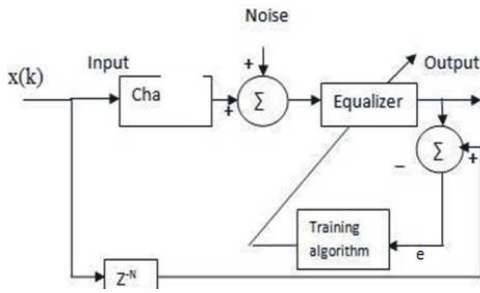 Noise
Input
Output
x(k)
+
Cha
+
Σ
Equalizer
Σ
+
−
Training
algorithm
e
Z-N